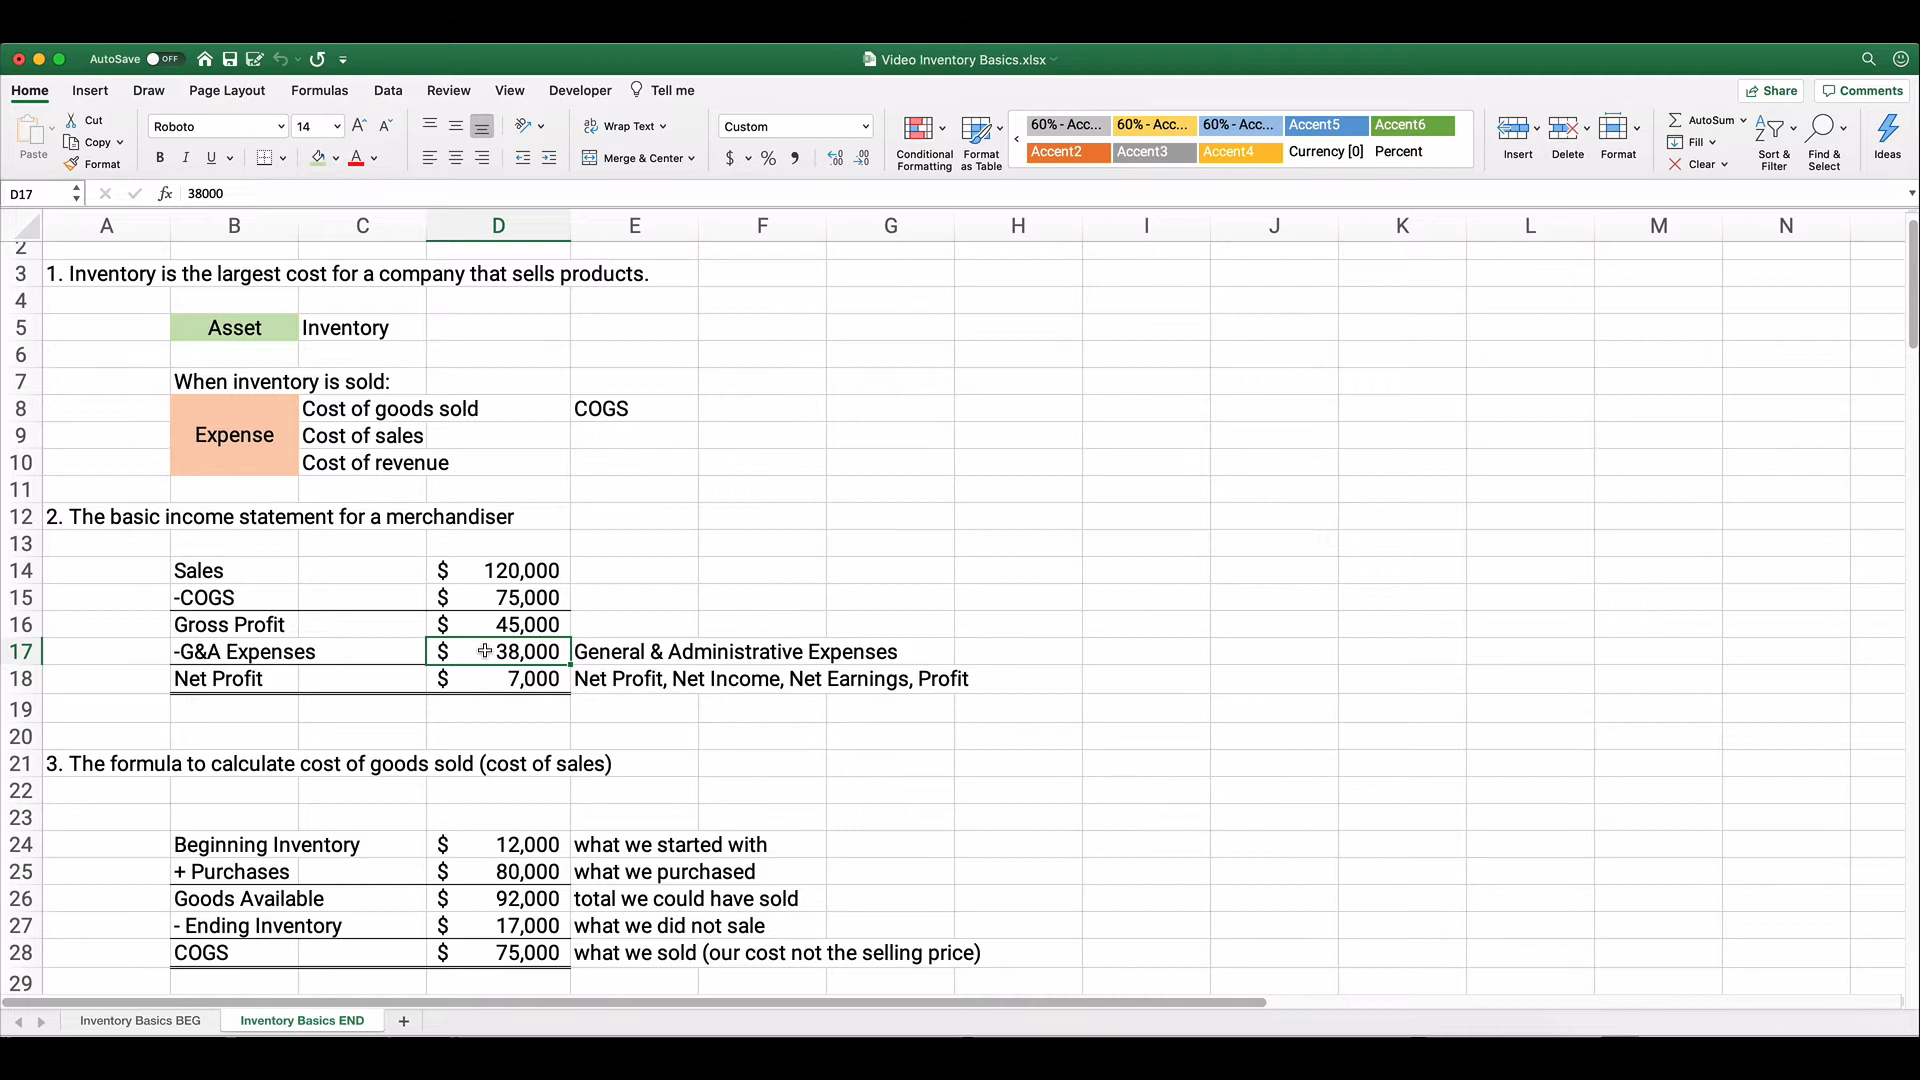 AutoSave OFF
Video Inventory Basics.xlsx
Home Insert Draw Page Layout Formulas Data Review View Developer Tell me
Share Comments
Paste
Cut
Copy
Format
Roboto 14
B I U
Wrap Text
Merge & Center
Custom
$ % ,
Conditional Formatting
Format as Table
60% - Acc... 60% - Acc... 60% - Acc... Accent5 Accent6
Accent2 Accent3 Accent4 Currency [0] Percent
Insert Delete Format
AutoSum
Fill
Clear
Sort & Filter
Find & Select
Ideas
D17 fx 38000
A B C D E F G H I J K L M N
2
3 1. Inventory is the largest cost for a company that sells products.
4
5 Asset Inventory
6
7 When inventory is sold:
8 Cost of goods sold COGS
9 Expense Cost of sales
10 Cost of revenue
11
12 2. The basic income statement for a merchandiser
13
14 Sales $ 120,000
15 -COGS $ 75,000
16 Gross Profit $ 45,000
17 -G&A Expenses $ 38,000 General & Administrative Expenses
18 Net Profit $ 7,000 Net Profit, Net Income, Net Earnings, Profit
19
20
21 3. The formula to calculate cost of goods sold (cost of sales)
22
23
24 Beginning Inventory $ 12,000 what we started with
25 + Purchases $ 80,000 what we purchased
26 Goods Available $ 92,000 total we could have sold
27 - Ending Inventory $ 17,000 what we did not sale
28 COGS $ 75,000 what we sold (our cost not the selling price)
29
Inventory Basics BEG Inventory Basics END +